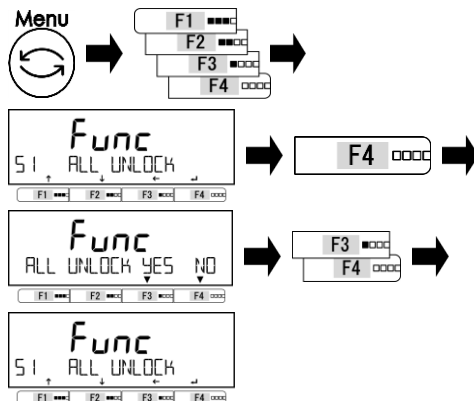 Menu
F1
F2
F3
F4
Func
51 ALL UNLOCK
F1 F2 F3 F4
F4
Func
ALL UNLOCK YES NO
F1 F2 F3 F4
F3
F4
Func
51 ALL UNLOCK
F1 F2 F3 F4